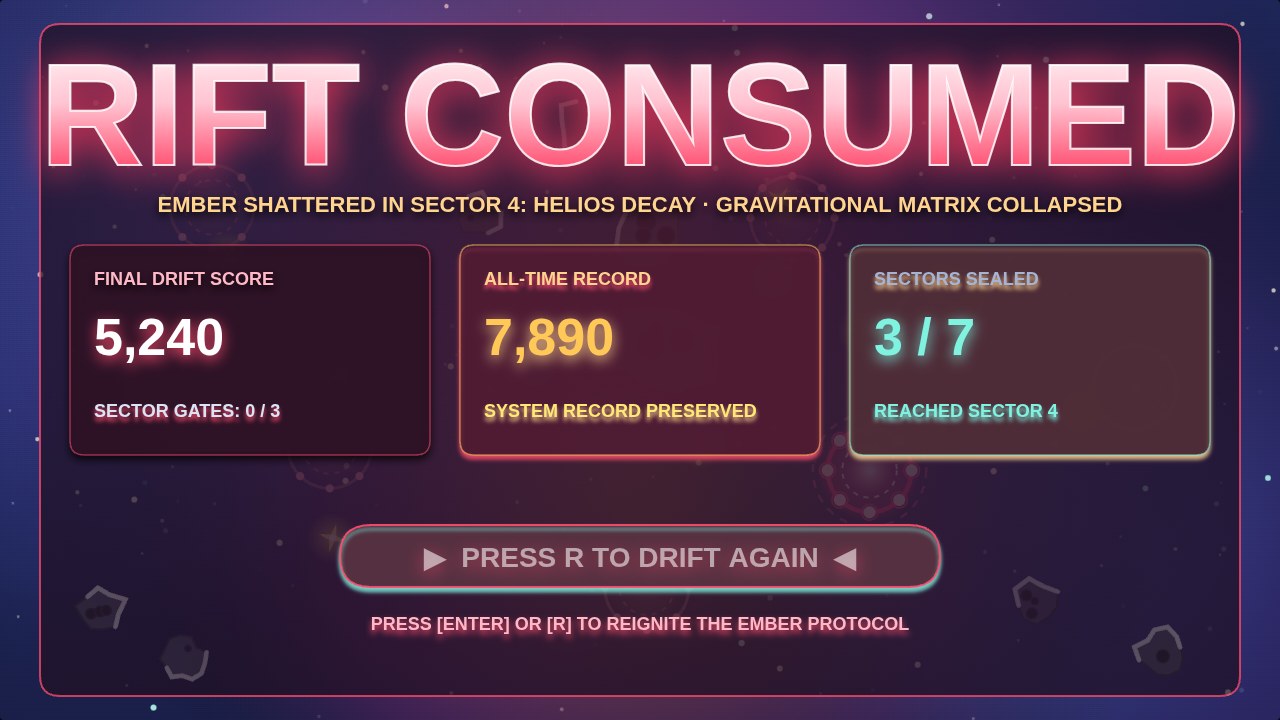 RIFT CONSUMED
EMBER SHATTERED IN SECTOR 4: HELIOS DECAY · GRAVITATIONAL MATRIX COLLAPSED
FINAL DRIFT SCORE
5,240
SECTOR GATES: 0 / 3
ALL-TIME RECORD
7,890
SYSTEM RECORD PRESERVED
SECTORS SEALED
3 / 7
REACHED SECTOR 4
▶ PRESS R TO DRIFT AGAIN ◀
PRESS [ENTER] OR [R] TO REIGNITE THE EMBER PROTOCOL